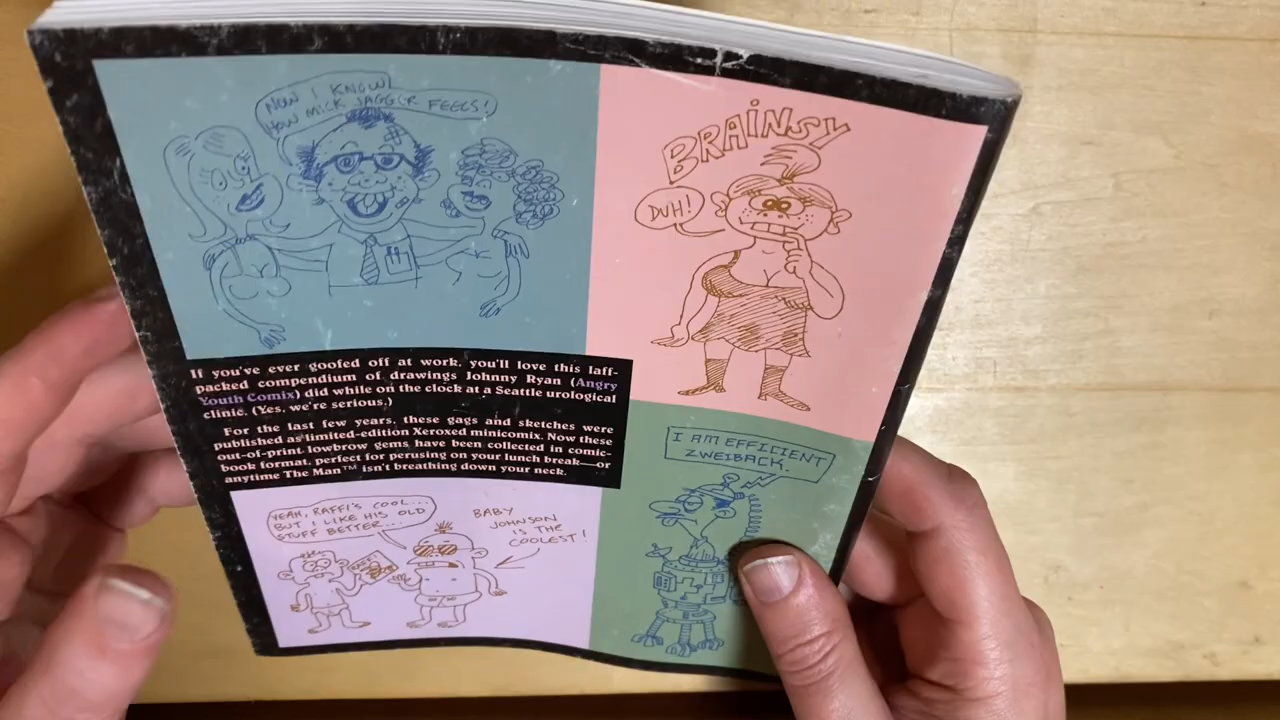 NOW I KNOW
HOW MICK JAGGER FEELS!
BRAINSY
DUH!
If you've ever goofed off at work, you'll love this laff-
packed compendium of drawings Johnny Ryan (Angry
Youth Comix) did while on the clock at a Seattle urological
clinic. (Yes, we're serious.)
For the last few years, these gags and sketches were
published as limited-edition Xeroxed minicomix. Now these
out-of-print lowbrow gems have been collected in comic-
book format, perfect for perusing on your lunch break—or
anytime The Man™ isn't breathing down your neck.
I AM EFFICIENT
ZWEIBACK.
YEAH, RAFFI'S COOL...
BUT I LIKE HIS OLD
STUFF BETTER...
BABY
JOHNSON
IS THE
COOLEST!